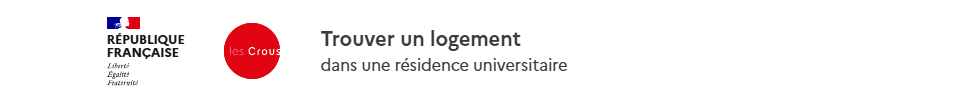 RÉPUBLIQUE
FRANÇAISE
Liberté
Égalité
Fraternité
les Crous
Trouver un logement
dans une résidence universitaire